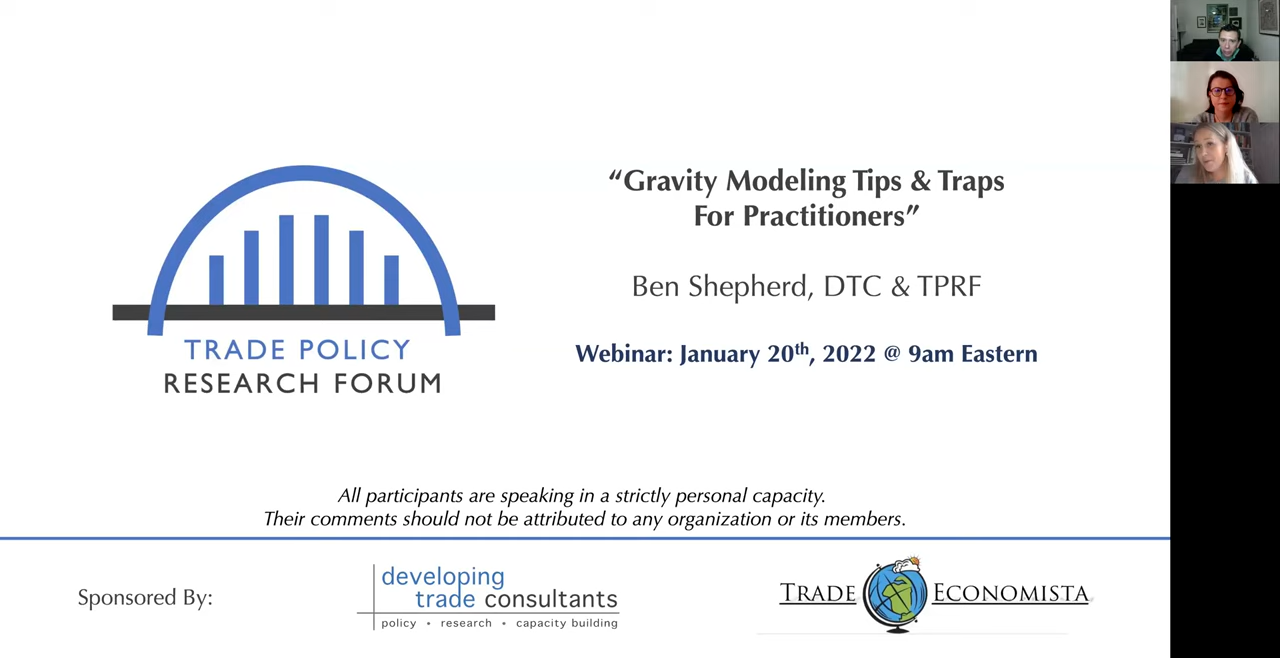 “Gravity Modeling Tips & Traps
For Practitioners”
Ben Shepherd, DTC & TPRF
Webinar: January 20th, 2022 @ 9am Eastern
TRADE POLICY
RESEARCH FORUM
All participants are speaking in a strictly personal capacity.
Their comments should not be attributed to any organization or its members.
Sponsored By:
developing
trade consultants
policy • research • capacity building
TRADE ECONOMISTA